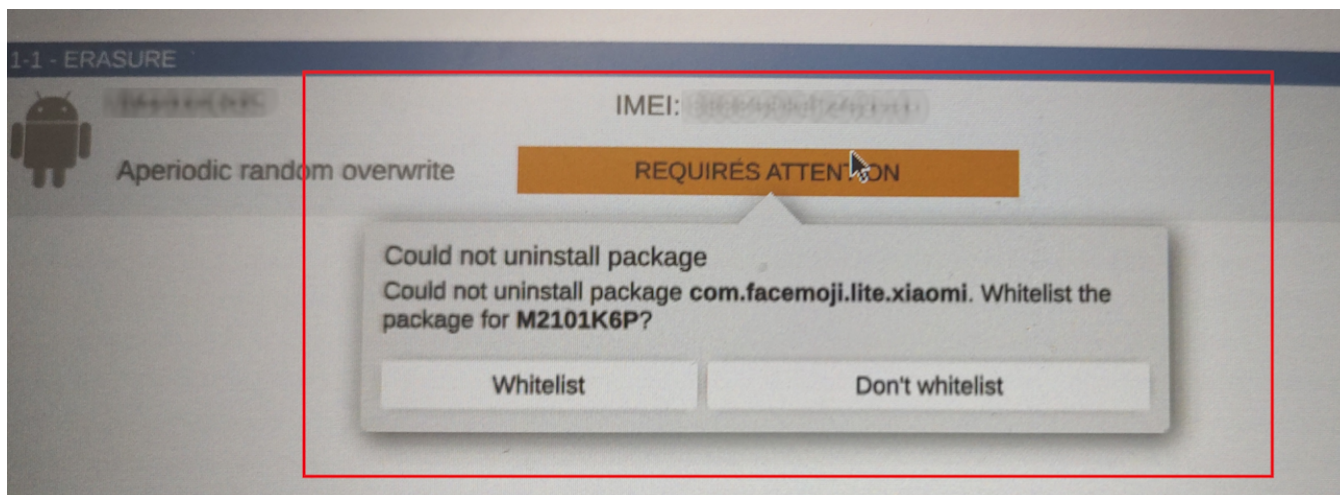 1-1 - ERASURE
IMEI:
Aperiodic random overwrite
REQUIRES ATTENTION
Could not uninstall package
Could not uninstall package com.facemoji.lite.xiaomi. Whitelist the
package for M2101K6P?
Whitelist
Don't whitelist